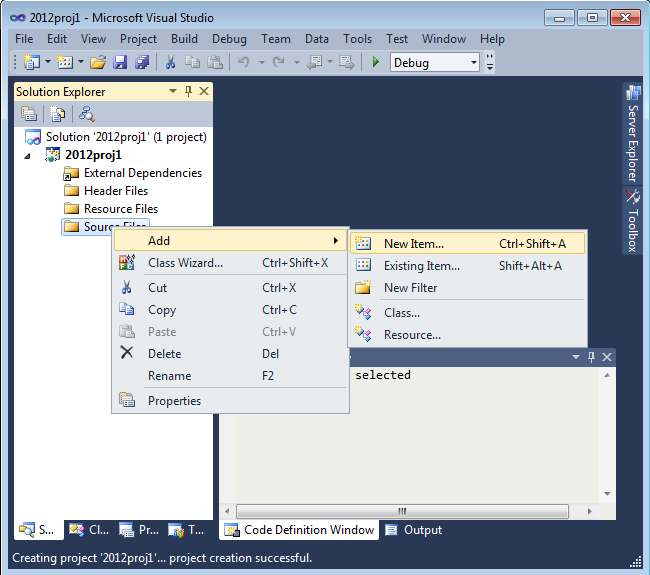 2012proj1 - Microsoft Visual Studio
File Edit View Project Build Debug Team Data Tools Test Window Help
Debug
Solution Explorer
Solution '2012proj1' (1 project)
2012proj1
External Dependencies
Header Files
Resource Files
Source Files
Add
Class Wizard... Ctrl+Shift+X
Cut Ctrl+X
Copy Ctrl+C
Paste Ctrl+V
Delete Del
Rename F2
Properties
New Item... Ctrl+Shift+A
Existing Item... Shift+Alt+A
New Filter
Class...
Resource...
selected
Server Explorer
Toolbox
S... Cl... Pr... T...
Code Definition Window Output
Creating project '2012proj1'... project creation successful.